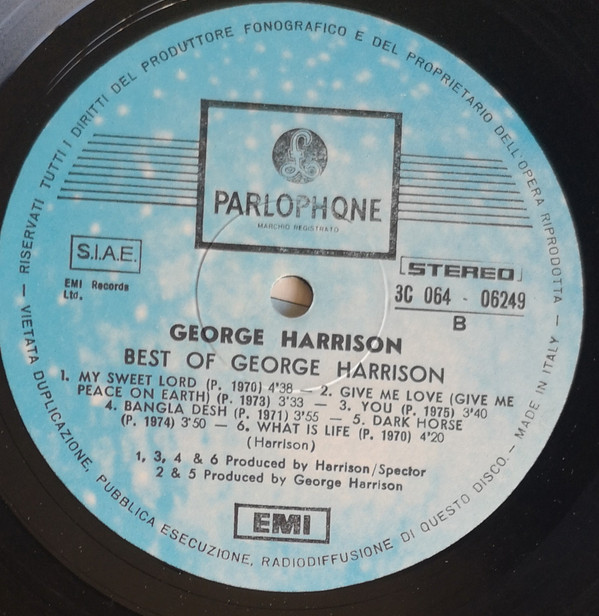 RISERVATI TUTTI I DIRITTI DEL PRODUTTORE FONOGRAFICO E DEL PROPRIETARIO DELL'OPERA RIPRODOTTA
PARLOPHONE
MARCHIO REGISTRATO
S.I.A.E.
EMI Records
Ltd.
STEREO
3C 064 - 06249
B
GEORGE HARRISON
BEST OF GEORGE HARRISON
1. MY SWEET LORD (P. 1970) 4'38 — 2. GIVE ME LOVE (GIVE ME
PEACE ON EARTH) (P. 1973) 3'33 — 3. YOU (P. 1975) 3'40
4. BANGLA DESH (P. 1971) 3'55 — 5. DARK HORSE
(P. 1974) 3'50 — 6. WHAT IS LIFE (P. 1970) 4'20
(Harrison)
1, 3, 4 & 6 Produced by Harrison/Spector
2 & 5 Produced by George Harrison
EMI
— VIETATA DUPLICAZIONE, PUBBLICA ESECUZIONE, RADIODIFFUSIONE DI QUESTO DISCO. — MADE IN ITALY —